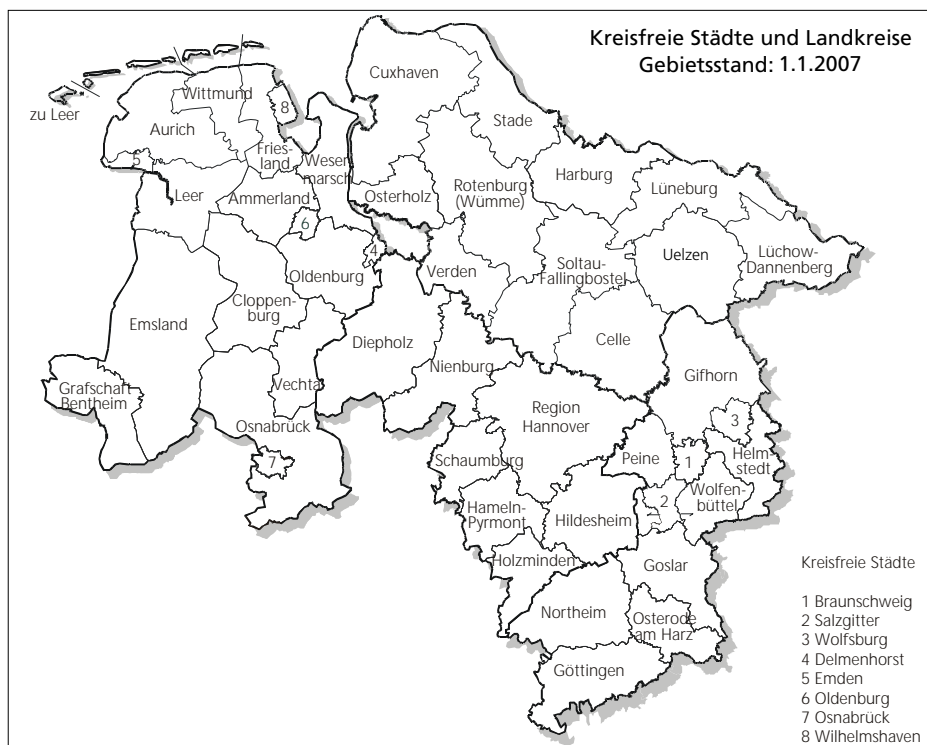 Kreisfreie Städte und Landkreise
Gebietsstand: 1.1.2007
Cuxhaven
Wittmund
8
zu Leer
Stade
Aurich
Fries-
land
Weser
marsch
5
Harburg
Lüneburg
Leer
Ammerland
Osterholz
Rotenburg
(Wümme)
6
4
Oldenburg
Verden
Soltau-
Fallingbostel
Uelzen
Lüchow-
Dannenberg
Cloppen-
burg
Emsland
Diepholz
Celle
Nienburg
Gifhorn
Grafschaft
Bentheim
Vechta
Region
Hannover
3
Osnabrück
7
Schaumburg
Peine
1
Helm-
stedt
2
Wolfen-
büttel
Hameln-
Pyrmont
Hildesheim
Holzminden
Goslar
Northeim
Osterode
am Harz
Göttingen
Kreisfreie Städte
1 Braunschweig
2 Salzgitter
3 Wolfsburg
4 Delmenhorst
5 Emden
6 Oldenburg
7 Osnabrück
8 Wilhelmshaven